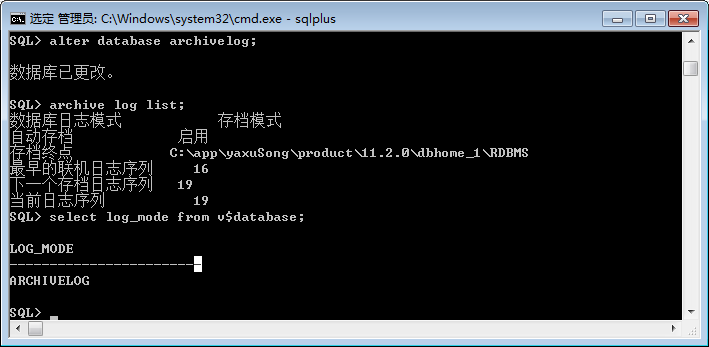 选定 管理员: C:\Windows\system32\cmd.exe - sqlplus
SQL> alter database archivelog;
数据库已更改。
SQL> archive log list;
数据库日志模式            存档模式
自动存档             启用
存档终点            C:\app\yaxuSong\product\11.2.0\dbhome_1\RDBMS
最早的联机日志序列     16
下一个存档日志序列   19
当前日志序列           19
SQL> select log_mode from v$database;
LOG_MODE
------------------------
ARCHIVELOG
SQL>